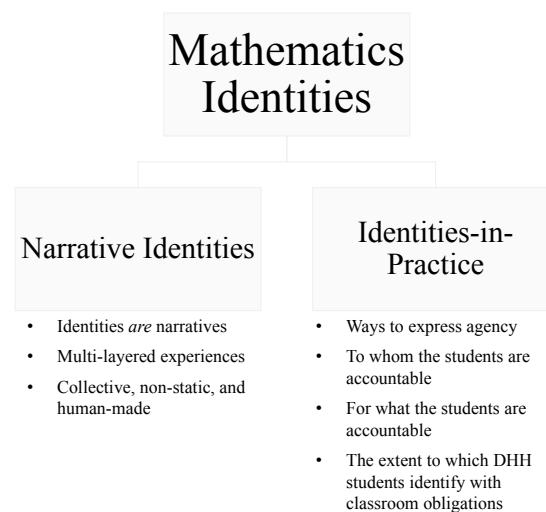 Mathematics
Identities
Narrative Identities
• Identities are narratives
• Multi-layered experiences
• Collective, non-static, and
human-made
Identities-in-
Practice
• Ways to express agency
• To whom the students are
accountable
• For what the students are
accountable
• The extent to which DHH
students identify with
classroom obligations